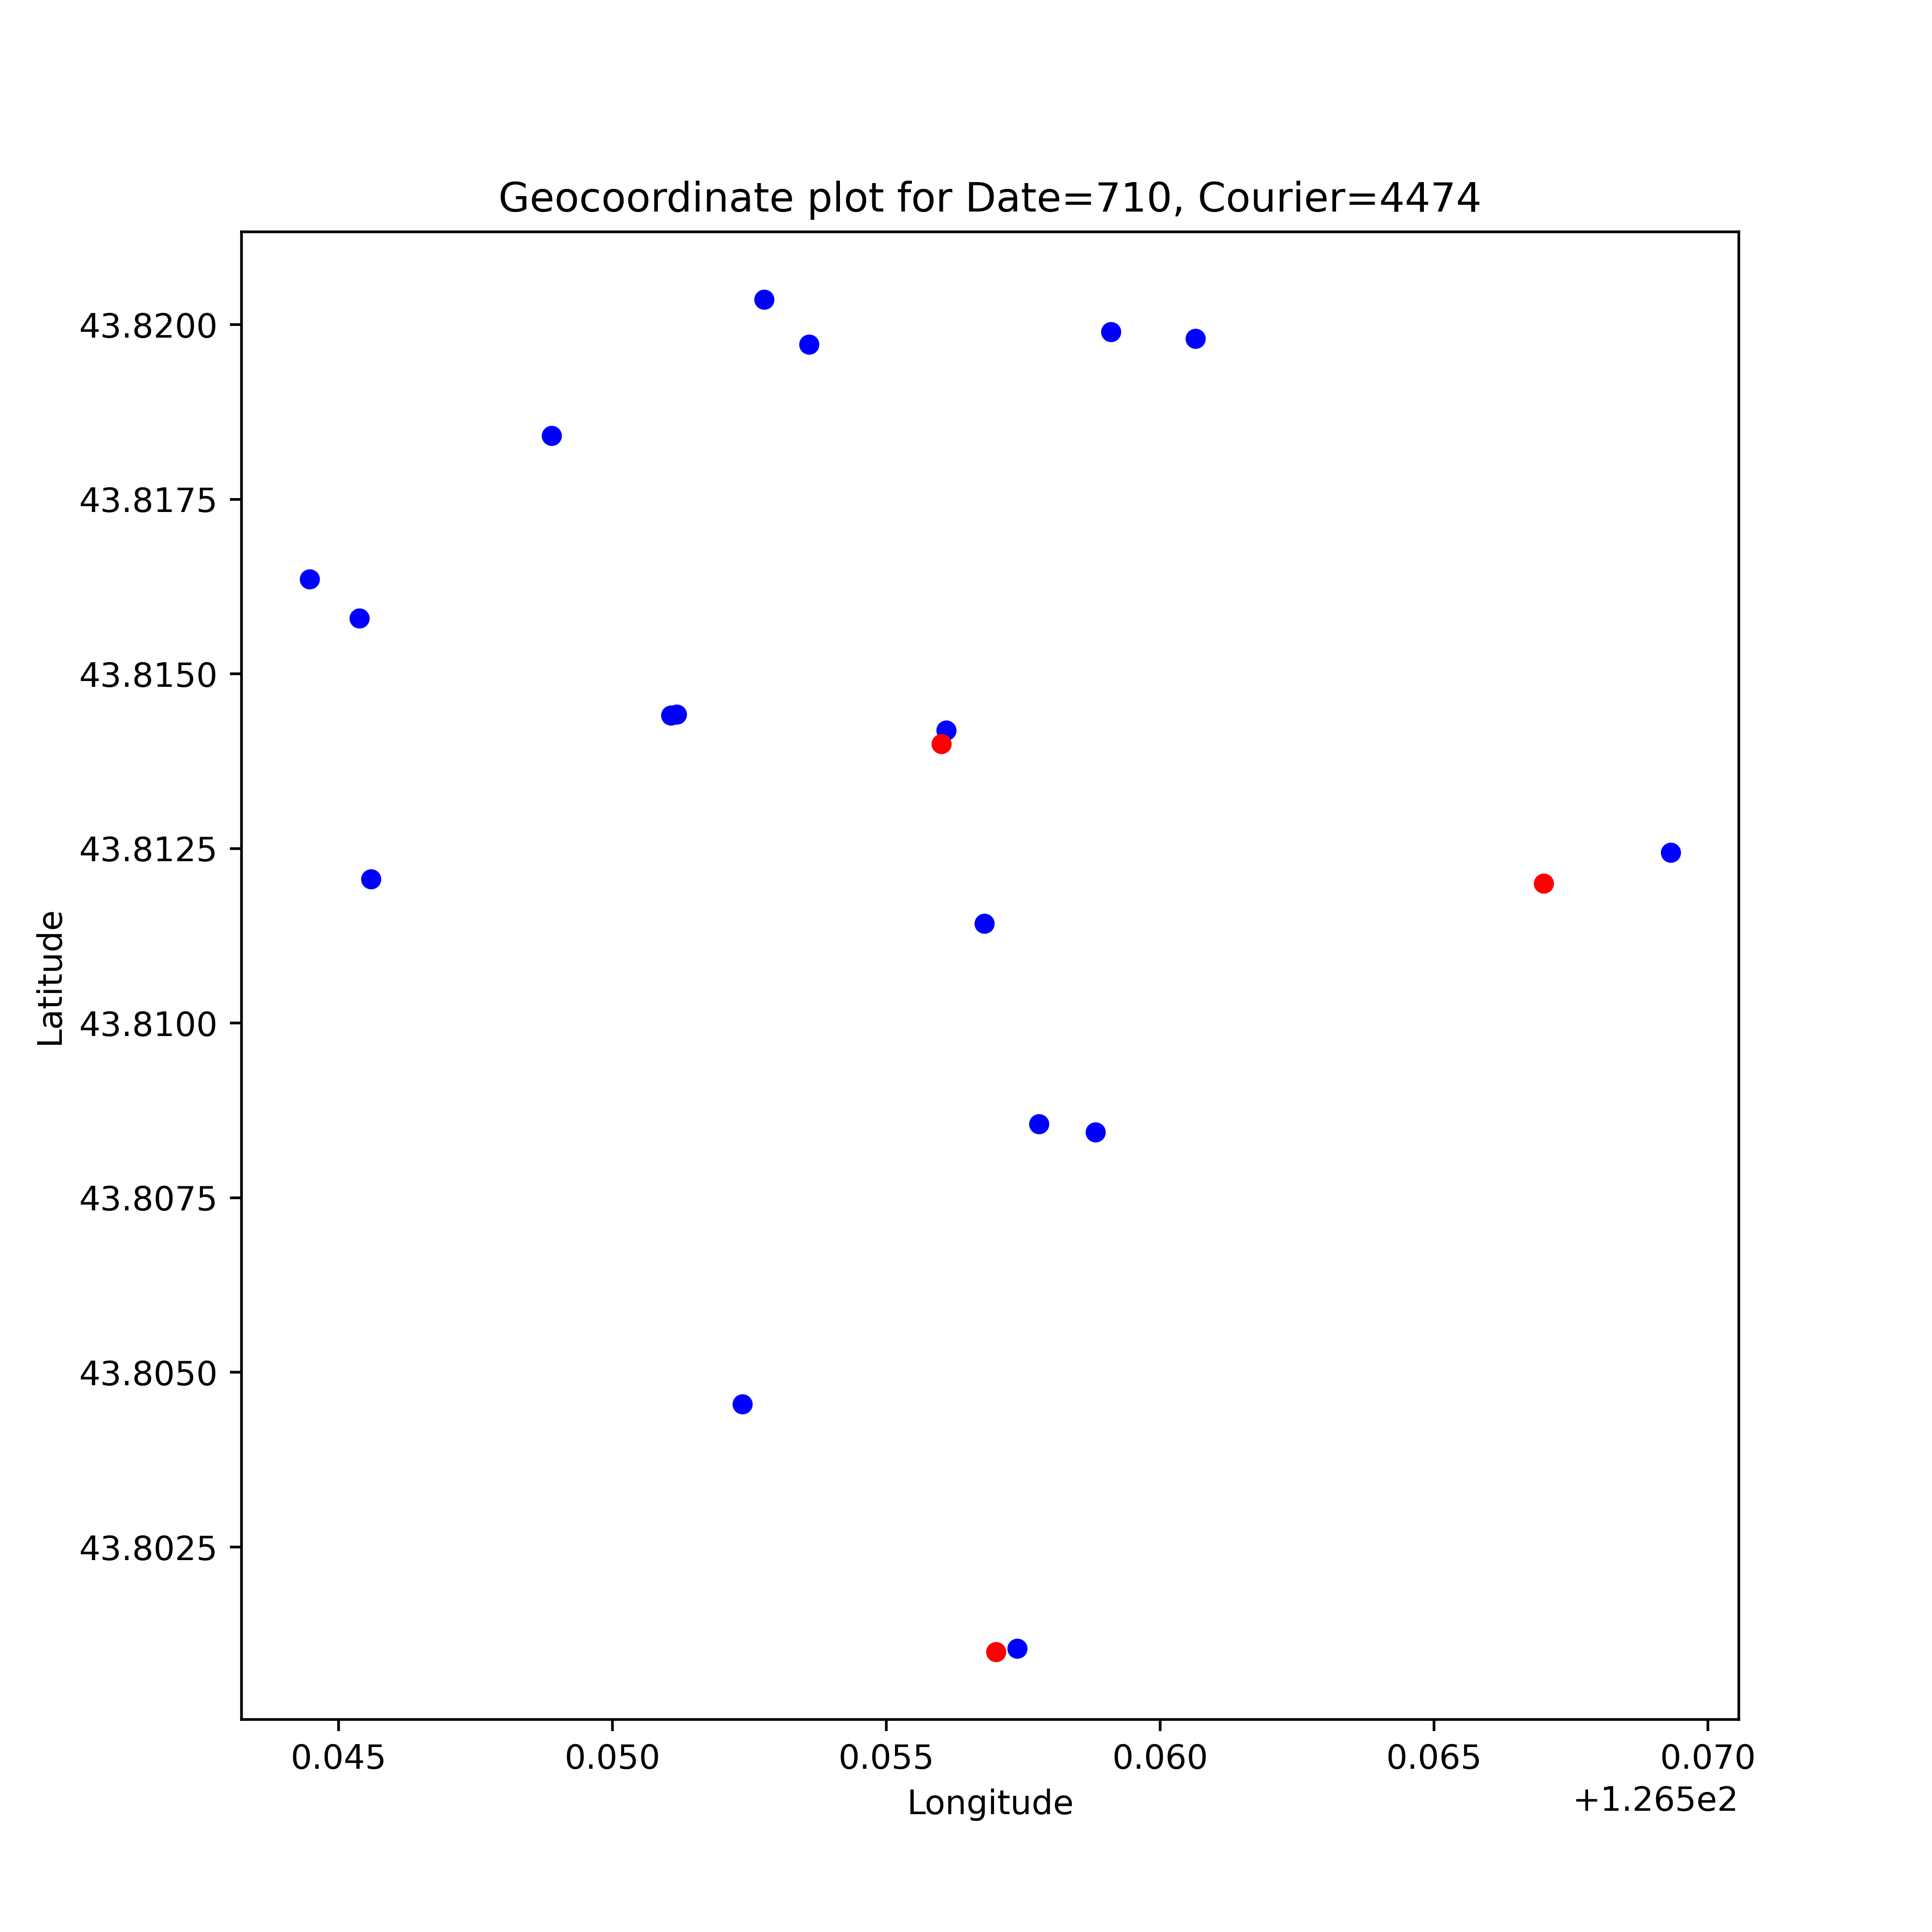 Geocoordinate plot for Date=710, Courier=4474
43.8200
43.8175
43.8150
43.8125
43.8100
43.8075
43.8050
43.8025
Latitude
0.045 0.050 0.055 0.060 0.065 0.070
Longitude
+1.265e2